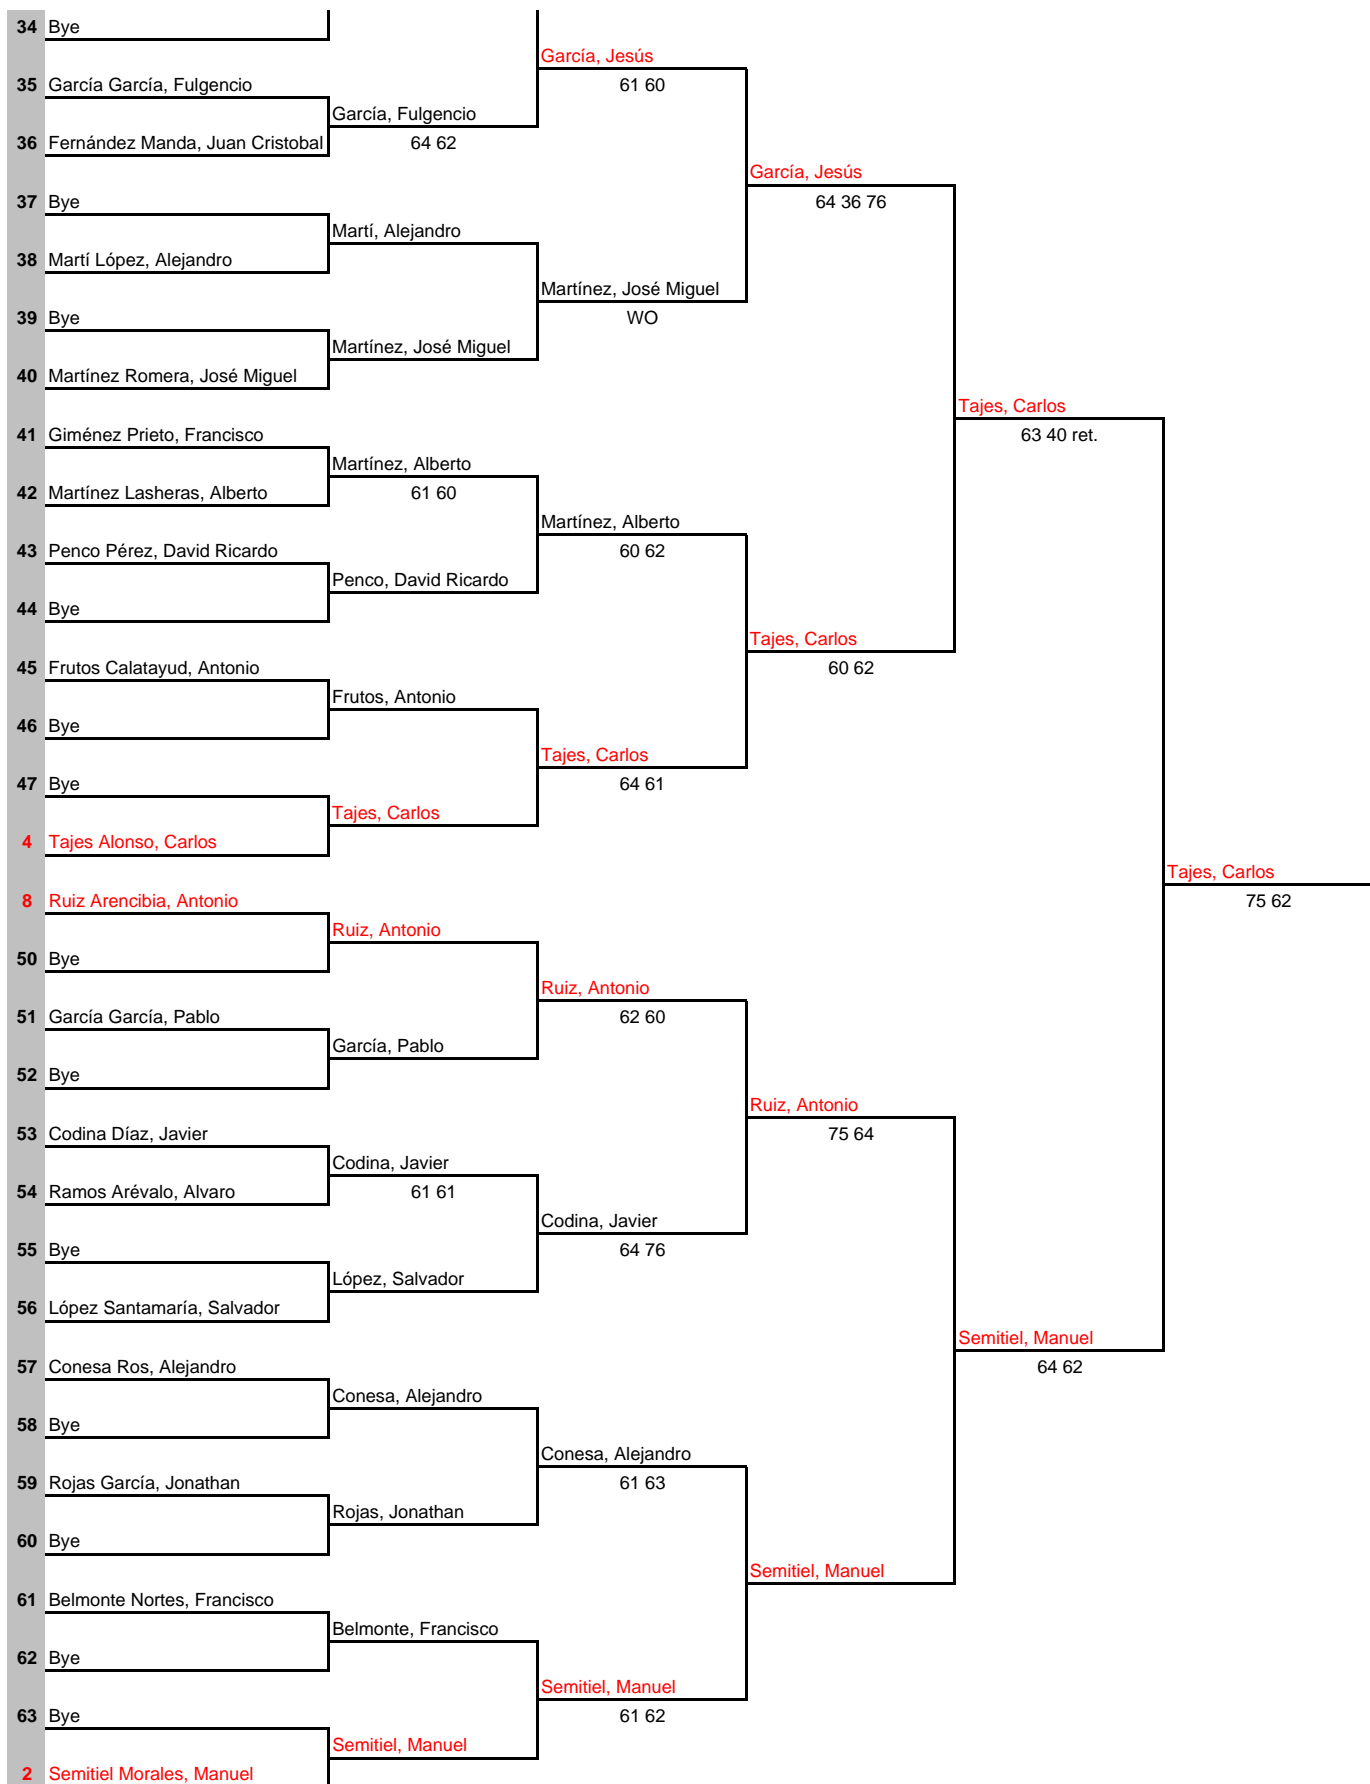 34 Bye
García, Jesús
35 García García, Fulgencio
61 60
García, Fulgencio
36 Fernández Manda, Juan Cristobal
64 62
García, Jesús
37 Bye
64 36 76
Martí, Alejandro
38 Martí López, Alejandro
Martínez, José Miguel
39 Bye
WO
Martínez, José Miguel
40 Martínez Romera, José Miguel
Tajes, Carlos
41 Giménez Prieto, Francisco
63 40 ret.
Martínez, Alberto
42 Martínez Lasheras, Alberto
61 60
Martínez, Alberto
43 Penco Pérez, David Ricardo
60 62
Penco, David Ricardo
44 Bye
Tajes, Carlos
45 Frutos Calatayud, Antonio
60 62
Frutos, Antonio
46 Bye
Tajes, Carlos
47 Bye
64 61
Tajes, Carlos
4 Tajes Alonso, Carlos
Tajes, Carlos
8 Ruiz Arencibia, Antonio
75 62
Ruiz, Antonio
50 Bye
Ruiz, Antonio
51 García García, Pablo
62 60
García, Pablo
52 Bye
Ruiz, Antonio
53 Codina Díaz, Javier
75 64
Codina, Javier
54 Ramos Arévalo, Alvaro
61 61
Codina, Javier
55 Bye
64 76
López, Salvador
56 López Santamaría, Salvador
Semitiel, Manuel
57 Conesa Ros, Alejandro
64 62
Conesa, Alejandro
58 Bye
Conesa, Alejandro
59 Rojas García, Jonathan
61 63
Rojas, Jonathan
60 Bye
Semitiel, Manuel
61 Belmonte Nortes, Francisco
Belmonte, Francisco
62 Bye
Semitiel, Manuel
63 Bye
61 62
Semitiel, Manuel
2 Semitiel Morales, Manuel